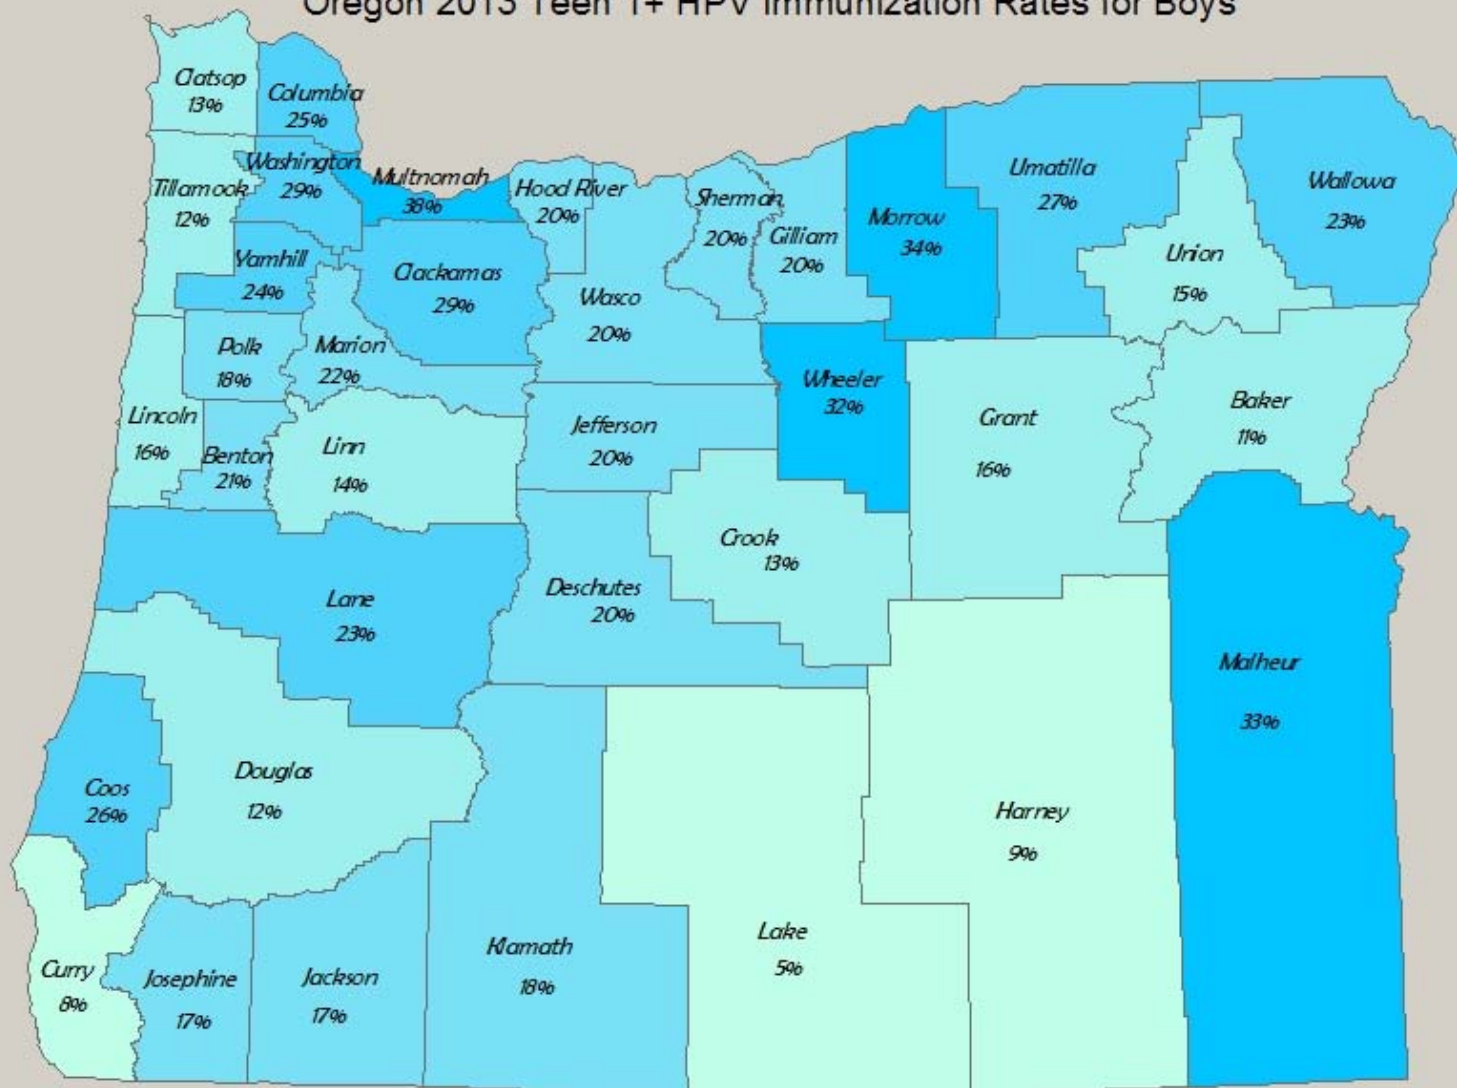 Oregon 2013 Teen 1+ HPV Immunization Rates for Boys
Clatsop
13%
Columbia
25%
Washington
29%
Multnomah
38%
Tillamook
12%
Hood River
20%
Sherman
20%
Gilliam
20%
Morrow
34%
Umatilla
27%
Wallowa
23%
Union
15%
Yamhill
24%
Clackamas
29%
Wasco
20%
Polk
18%
Marion
22%
Wheeler
32%
Grant
16%
Baker
11%
Lincoln
16%
Benton
21%
Linn
14%
Jefferson
20%
Crook
13%
Deschutes
20%
Lane
23%
Malheur
33%
Coos
26%
Douglas
12%
Harney
9%
Lake
5%
Klamath
18%
Curry
8%
Josephine
17%
Jackson
17%